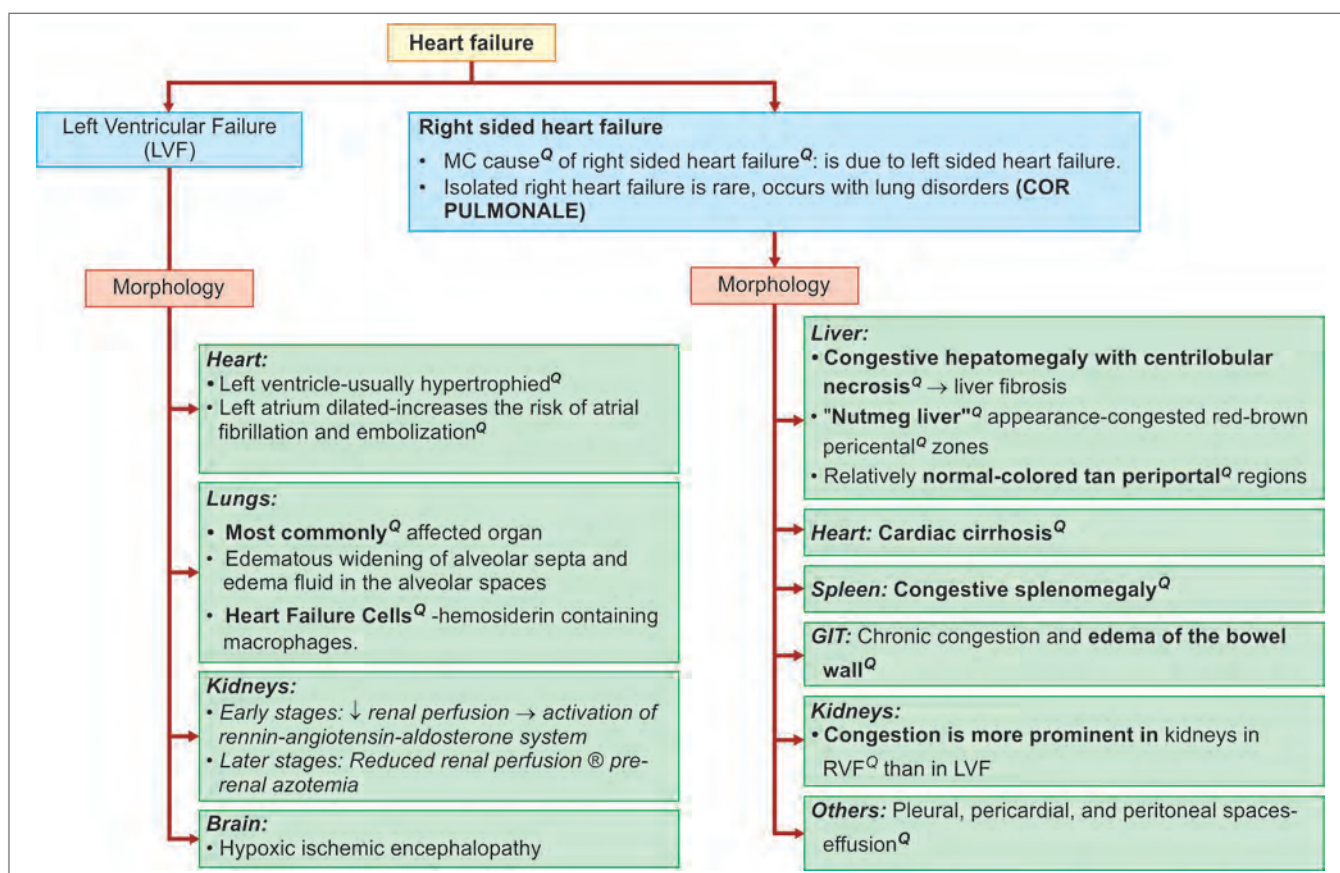 Heart failure
Left Ventricular Failure
(LVF)
Right sided heart failure
• MC causeQ of right sided heart failureQ: is due to left sided heart failure.
• Isolated right heart failure is rare, occurs with lung disorders (COR
PULMONALE)
Morphology
Heart:
• Left ventricle-usually hypertrophiedQ
• Left atrium dilated-increases the risk of atrial
fibrillation and embolizationQ
Lungs:
• Most commonlyQ affected organ
• Edematous widening of alveolar septa and
edema fluid in the alveolar spaces
• Heart Failure CellsQ -hemosiderin containing
macrophages.
Kidneys:
• Early stages: ↓ renal perfusion → activation of
rennin-angiotensin-aldosterone system
• Later stages: Reduced renal perfusion ® pre-
renal azotemia
Brain:
• Hypoxic ischemic encephalopathy
Morphology
Liver:
• Congestive hepatomegaly with centrilobular
necrosisQ → liver fibrosis
• "Nutmeg liver"Q appearance-congested red-brown
pericentalQ zones
• Relatively normal-colored tan periportalQ regions
Heart: Cardiac cirrhosisQ
Spleen: Congestive splenomegalyQ
GIT: Chronic congestion and edema of the bowel
wallQ
Kidneys:
• Congestion is more prominent in kidneys in
RVFQ than in LVF
Others: Pleural, pericardial, and peritoneal spaces-
effusionQ